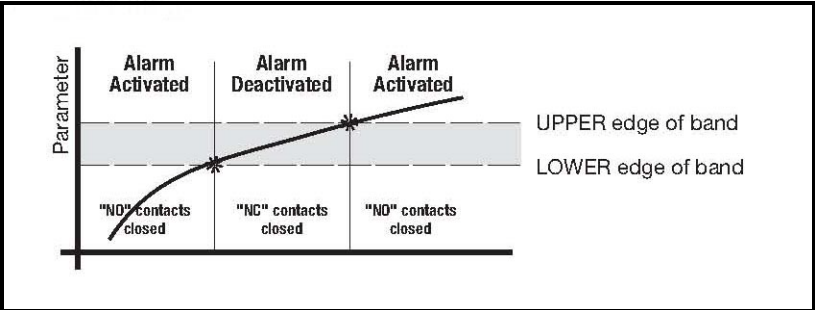 Parameter
Alarm
Activated
Alarm
Deactivated
Alarm
Activated
UPPER edge of band
LOWER edge of band
"NO" contacts
closed
"NC" contacts
closed
"NO" contacts
closed